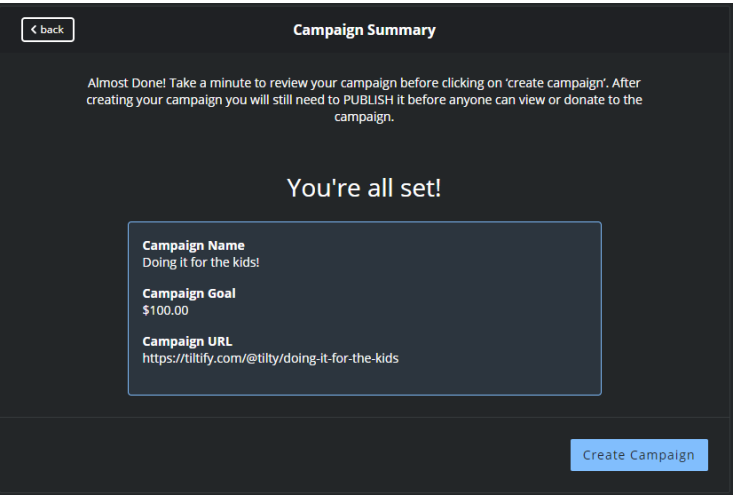 back
Campaign Summary
Almost Done! Take a minute to review your campaign before clicking on ‘create campaign’. After
creating your campaign you will still need to PUBLISH it before anyone can view or donate to the
campaign.
You're all set!
Campaign Name
Doing it for the kids!
Campaign Goal
$100.00
Campaign URL
https://tiltify.com/@tilty/doing-it-for-the-kids
Create Campaign